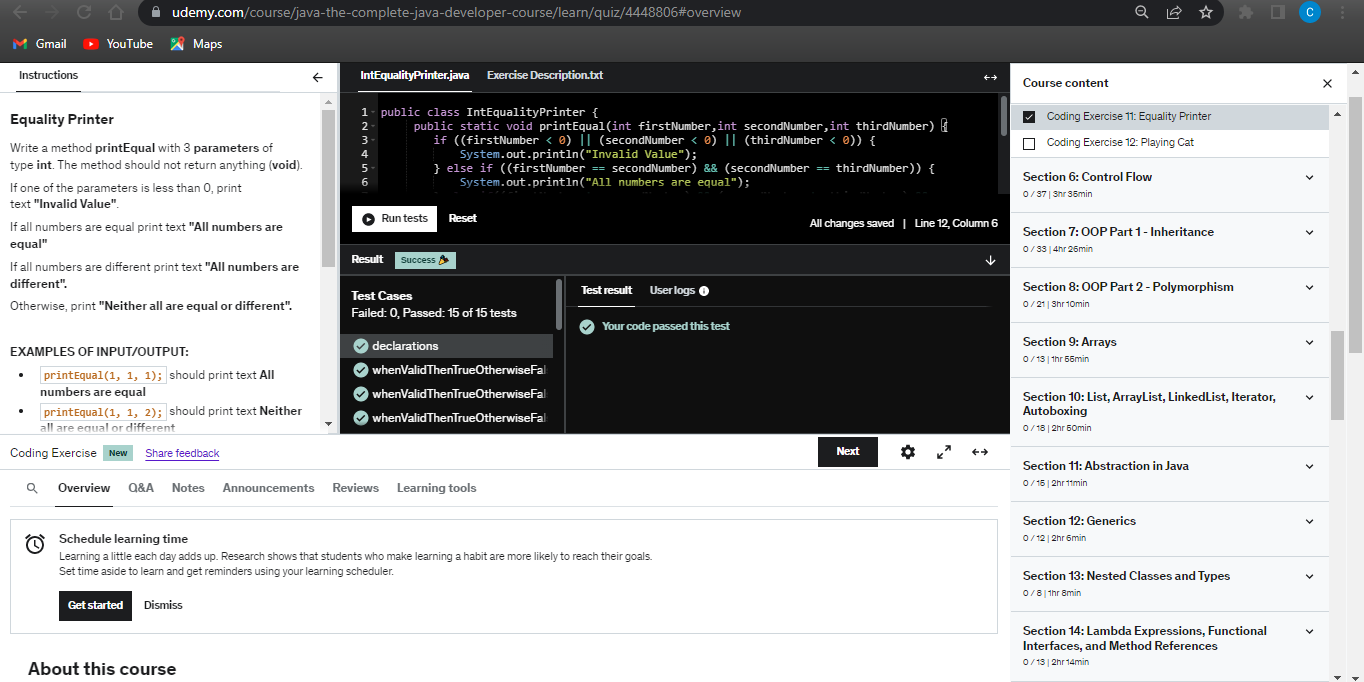 udemy.com/course/java-the-complete-java-developer-course/learn/quiz/4448806#overview
C
Gmail YouTube Maps
Instructions
Equality Printer
Write a method printEqual with 3 parameters of
type int. The method should not return anything (void).
If one of the parameters is less than 0, print
text "Invalid Value".
If all numbers are equal print text "All numbers are
equal"
If all numbers are different print text "All numbers are
different".
Otherwise, print "Neither all are equal or different".
EXAMPLES OF INPUT/OUTPUT:
printEqual(1, 1, 1); should print text All
numbers are equal
printEqual(1, 1, 2); should print text Neither
all are equal or different
IntEqualityPrinter.java Exercise Description.txt
1 public class IntEqualityPrinter {
2 public static void printEqual(int firstNumber,int secondNumber,int thirdNumber) {
3 if ((firstNumber < 0) || (secondNumber < 0) || (thirdNumber < 0)) {
4 System.out.println("Invalid Value");
5 } else if ((firstNumber == secondNumber) && (secondNumber == thirdNumber)) {
6 System.out.println("All numbers are equal");
Run tests Reset
All changes saved | Line 12, Column 6
Result Success
Test Cases
Failed: 0, Passed: 15 of 15 tests
declarations
whenValidThenTrueOtherwiseFal
whenValidThenTrueOtherwiseFal
whenValidThenTrueOtherwiseFal
Test result User logs
Your code passed this test
Coding Exercise New Share feedback
Next
Overview Q&A Notes Announcements Reviews Learning tools
Schedule learning time
Learning a little each day adds up. Research shows that students who make learning a habit are more likely to reach their goals.
Set time aside to learn and get reminders using your learning scheduler.
Get started Dismiss
About this course
Course content
Coding Exercise 11: Equality Printer
Coding Exercise 12: Playing Cat
Section 6: Control Flow
0 / 37 | 3hr 35min
Section 7: OOP Part 1 - Inheritance
0 / 33 | 4hr 26min
Section 8: OOP Part 2 - Polymorphism
0 / 21 | 3hr 10min
Section 9: Arrays
0 / 13 | 1hr 56min
Section 10: List, ArrayList, LinkedList, Iterator,
Autoboxing
0 / 18 | 2hr 50min
Section 11: Abstraction in Java
0 / 15 | 2hr 11min
Section 12: Generics
0 / 12 | 2hr 6min
Section 13: Nested Classes and Types
0 / 8 | 1hr 8min
Section 14: Lambda Expressions, Functional
Interfaces, and Method References
0 / 13 | 2hr 14min